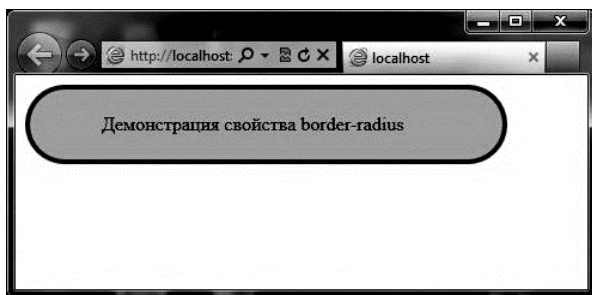 http://localhost:
localhost
Демонстрация свойства border-radius